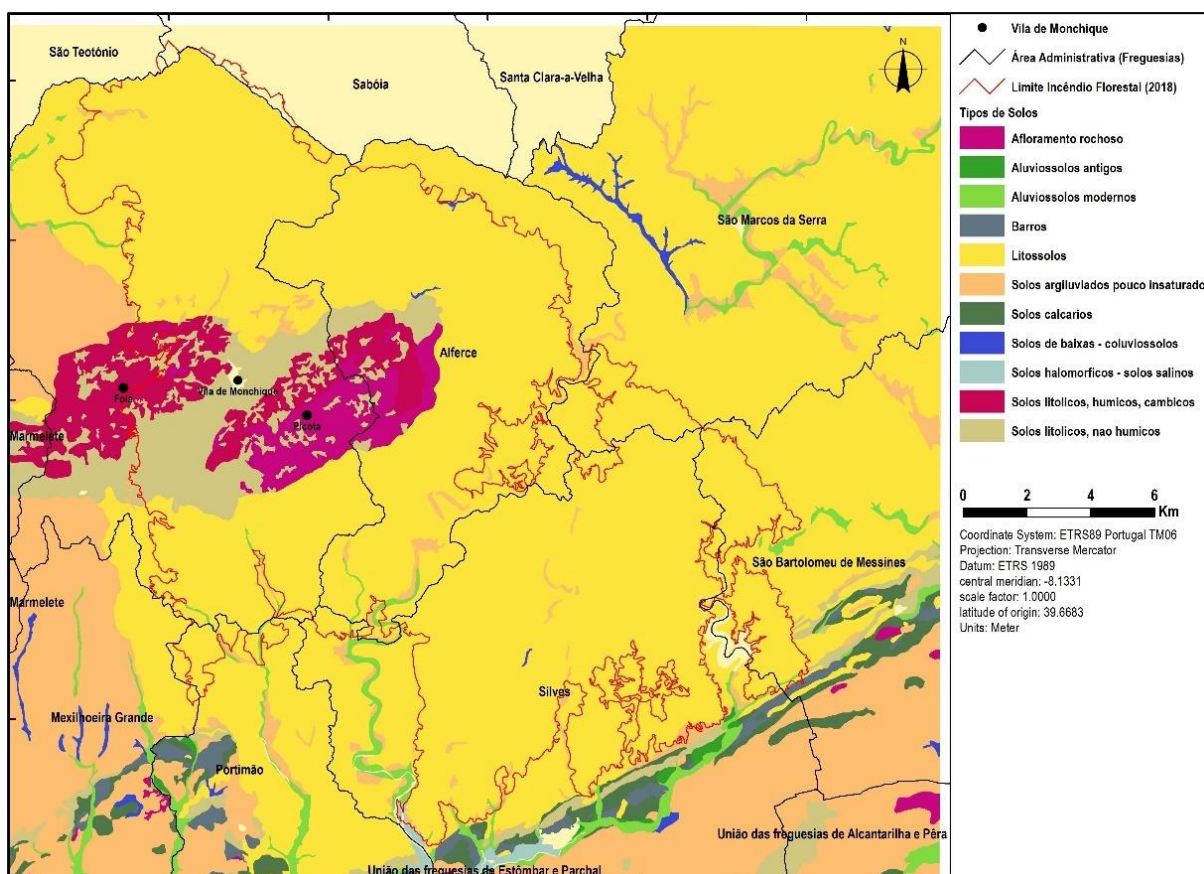 São Teotónio
Sabóia
Santa Clara-a-Velha
N
São Marcos da Serra
Alferce
Foia
Vila de Monchique
Picota
Marmelete
São Bartolomeu de Messines
Marmelete
Silves
Mexilhoeira Grande
Portimão
União das freguesias de Alcantarilha e Pêra
União das freguesias de Estômbar e Parchal
Vila de Monchique
Área Administrativa (Freguesias)
Limite Incêndio Florestal (2018)
Tipos de Solos
Afloramento rochoso
Aluviossolos antigos
Aluviossolos modernos
Barros
Litossolos
Solos argiluviados pouco insaturado
Solos calcarios
Solos de baixas - coluviossolos
Solos halomorficos - solos salinos
Solos litolicos, humicos, cambicos
Solos litolicos, nao humicos
0 2 4 6
Km
Coordinate System: ETRS89 Portugal TM06
Projection: Transverse Mercator
Datum: ETRS 1989
central meridian: -8.1331
scale factor: 1.0000
latitude of origin: 39.6683
Units: Meter